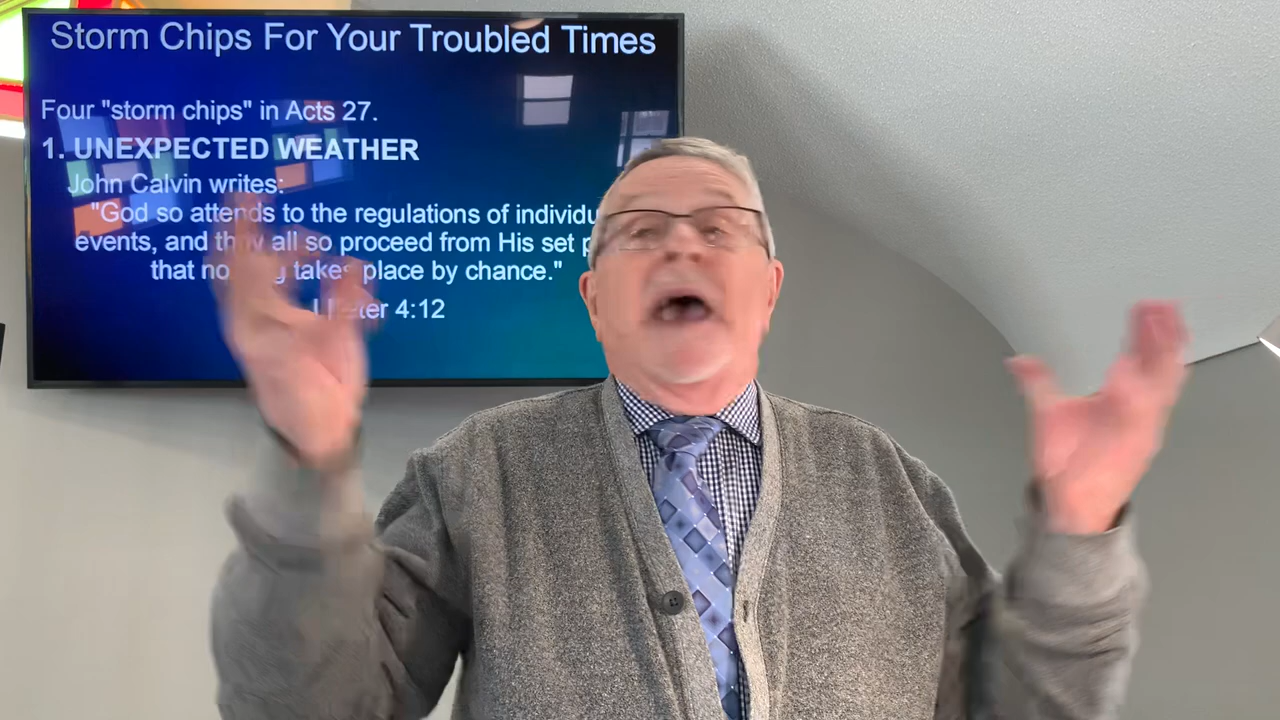 Storm Chips For Your Troubled Times
Four "storm chips" in Acts 27.
1. UNEXPECTED WEATHER
John Calvin writes:
"God so attends to the regulations of
events, and they all so proceed from His set
that takes place by chance."
4:12